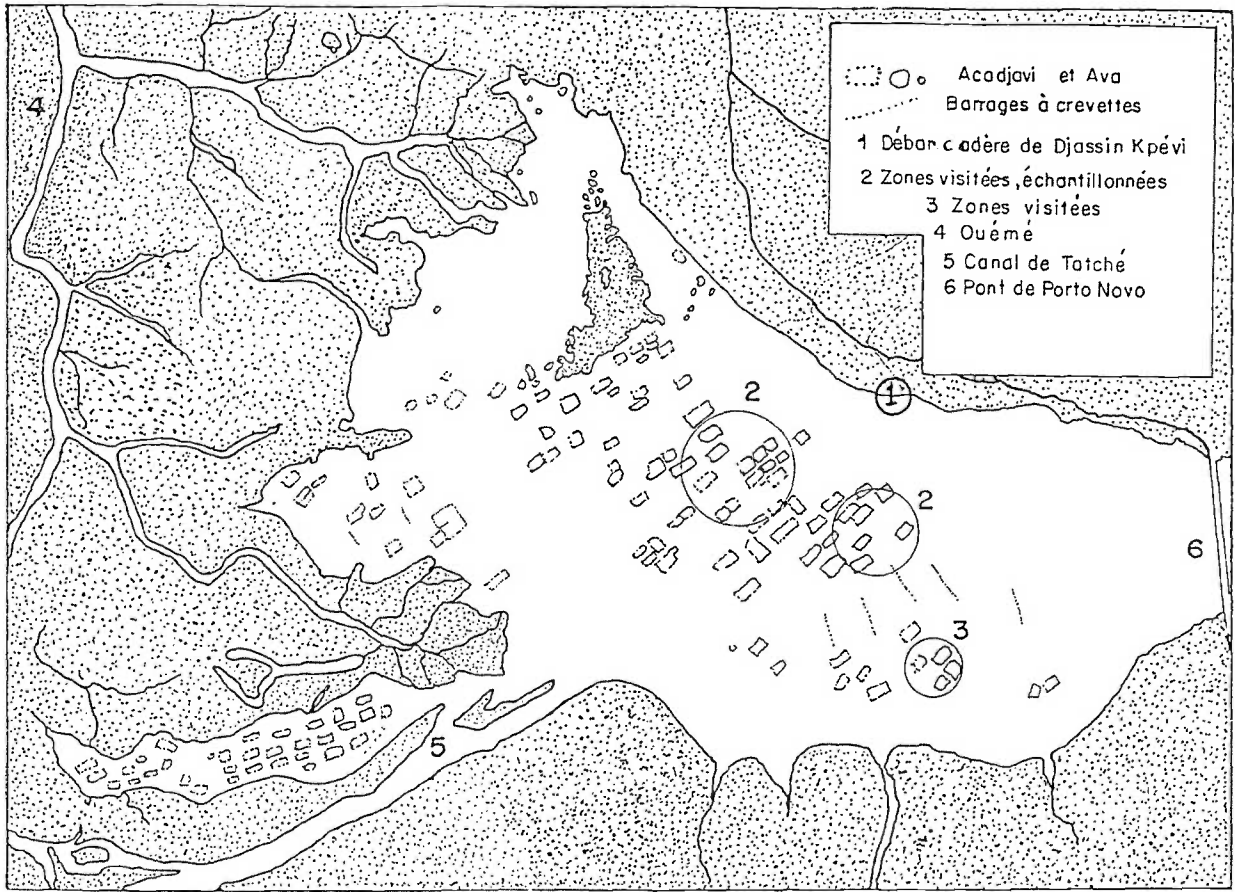 Acadjavi et Ava
Barrages à crevettes
1 Débarcadère de Djassin Kpévi
2 Zones visitées, échantillonnées
3 Zones visitées
4 Ouémé
5 Canal de Tatché
6 Pont de Porto Novo
4
2
1
2
6
3
5